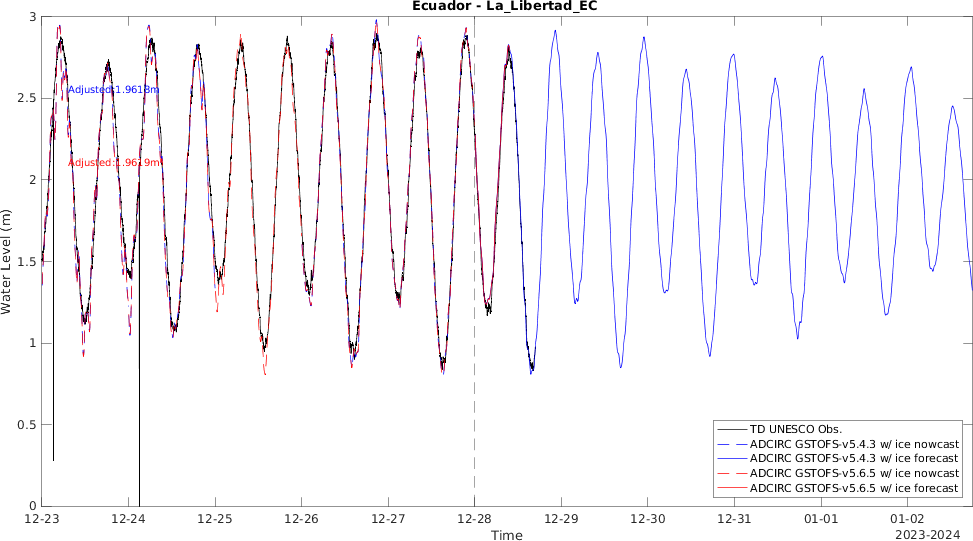 Ecuador - La_Libertad_EC
3
2.5
2
1.5
1
0.5
0
Water Level (m)
Adjusted:1.9618m
Adjusted:1.9619m
TD UNESCO Obs.
ADCIRC GSTOFS-v5.4.3 w/ ice nowcast
ADCIRC GSTOFS-v5.4.3 w/ ice forecast
ADCIRC GSTOFS-v5.6.5 w/ ice nowcast
ADCIRC GSTOFS-v5.6.5 w/ ice forecast
12-23 12-24 12-25 12-26 12-27 12-28 12-29 12-30 12-31 01-01 01-02
Time
2023-2024